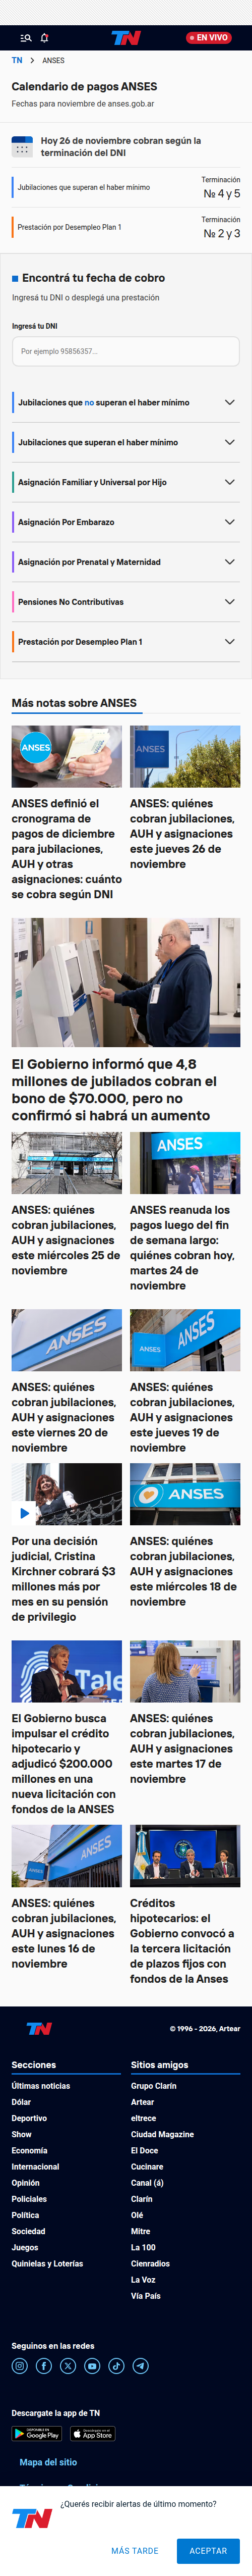 TN
EN VIVO
TN > ANSES
Calendario de pagos ANSES
Fechas para noviembre de anses.gob.ar
Hoy 26 de noviembre cobran según la
terminación del DNI
Jubilaciones que superan el haber mínimo
Terminación
№ 4 y 5
Prestación por Desempleo Plan 1
Terminación
№ 2 y 3
Encontrá tu fecha de cobro
Ingresá tu DNI o desplegá una prestación
Ingresá tu DNI
Por ejemplo 95856357...
Jubilaciones que no superan el haber mínimo
Jubilaciones que superan el haber mínimo
Asignación Familiar y Universal por Hijo
Asignación Por Embarazo
Asignación por Prenatal y Maternidad
Pensiones No Contributivas
Prestación por Desempleo Plan 1
Más notas sobre ANSES
ANSES
ANSES definió el
cronograma de
pagos de diciembre
para jubilaciones,
AUH y otras
asignaciones: cuánto
se cobra según DNI
ANSES
ANSES: quiénes
cobran jubilaciones,
AUH y asignaciones
este jueves 26 de
noviembre
El Gobierno informó que 4,8
millones de jubilados cobran el
bono de $70.000, pero no
confirmó si habrá un aumento
ANSES: quiénes
cobran jubilaciones,
AUH y asignaciones
este miércoles 25 de
noviembre
ANSES
ANSES reanuda los
pagos luego del fin
de semana largo:
quiénes cobran hoy,
martes 24 de
noviembre
ANSES
ANSES: quiénes
cobran jubilaciones,
AUH y asignaciones
este viernes 20 de
noviembre
ANSES
ANSES
ANSES: quiénes
cobran jubilaciones,
AUH y asignaciones
este jueves 19 de
noviembre
Por una decisión
judicial, Cristina
Kirchner cobrará $3
millones más por
mes en su pensión
de privilegio
ANSES
ANSES: quiénes
cobran jubilaciones,
AUH y asignaciones
este miércoles 18 de
noviembre
El Gobierno busca
impulsar el crédito
hipotecario y
adjudicó $200.000
millones en una
nueva licitación con
fondos de la ANSES
ANSES: quiénes
cobran jubilaciones,
AUH y asignaciones
este martes 17 de
noviembre
ANSES
ANSES: quiénes
cobran jubilaciones,
AUH y asignaciones
este lunes 16 de
noviembre
Créditos
hipotecarios: el
Gobierno convocó a
la tercera licitación
de plazos fijos con
fondos de la Anses
TN
© 1996 - 2026, Artear
Secciones
Últimas noticias
Dólar
Deportivo
Show
Economía
Internacional
Opinión
Policiales
Política
Sociedad
Juegos
Quinielas y Loterías
Sitios amigos
Grupo Clarín
Artear
eltrece
Ciudad Magazine
El Doce
Cucinare
Canal (á)
Clarín
Olé
Mitre
La 100
Cienradios
La Voz
Vía País
Seguinos en las redes
Descargate la app de TN
DISPONIBLE EN
Google Play
Descárgalo en el
App Store
Mapa del sitio
TN
¿Querés recibir alertas de último momento?
MÁS TARDE
ACEPTAR